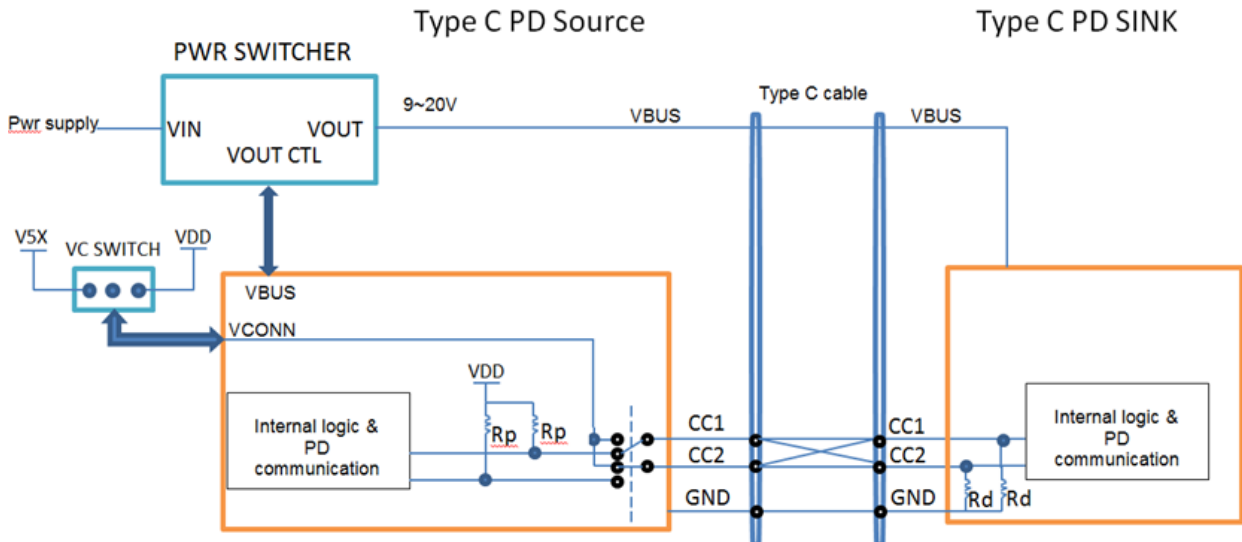 Type C PD Source
Type C PD SINK
PWR SWITCHER
Pwr supply
VIN
VOUT
VOUT CTL
9~20V
VBUS
Type C cable
VBUS
V5X
VC SWITCH
VDD
VBUS
VCONN
VDD
Rp
Rp
Internal logic &
PD
communication
CC1
CC2
GND
CC1
CC2
GND
Rd
Rd
Internal logic &
PD
communication